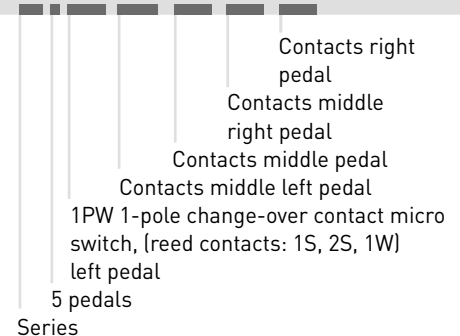 Contacts right
pedal
Contacts middle
right pedal
Contacts middle pedal
Contacts middle left pedal
1PW 1-pole change-over contact micro
switch, (reed contacts: 1S, 2S, 1W)
left pedal
5 pedals
Series